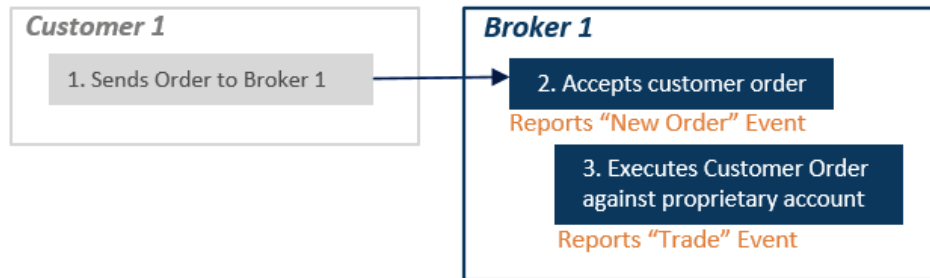 Customer 1
1. Sends Order to Broker 1
Broker 1
2. Accepts customer order
Reports “New Order” Event
3. Executes Customer Order
against proprietary account
Reports “Trade” Event